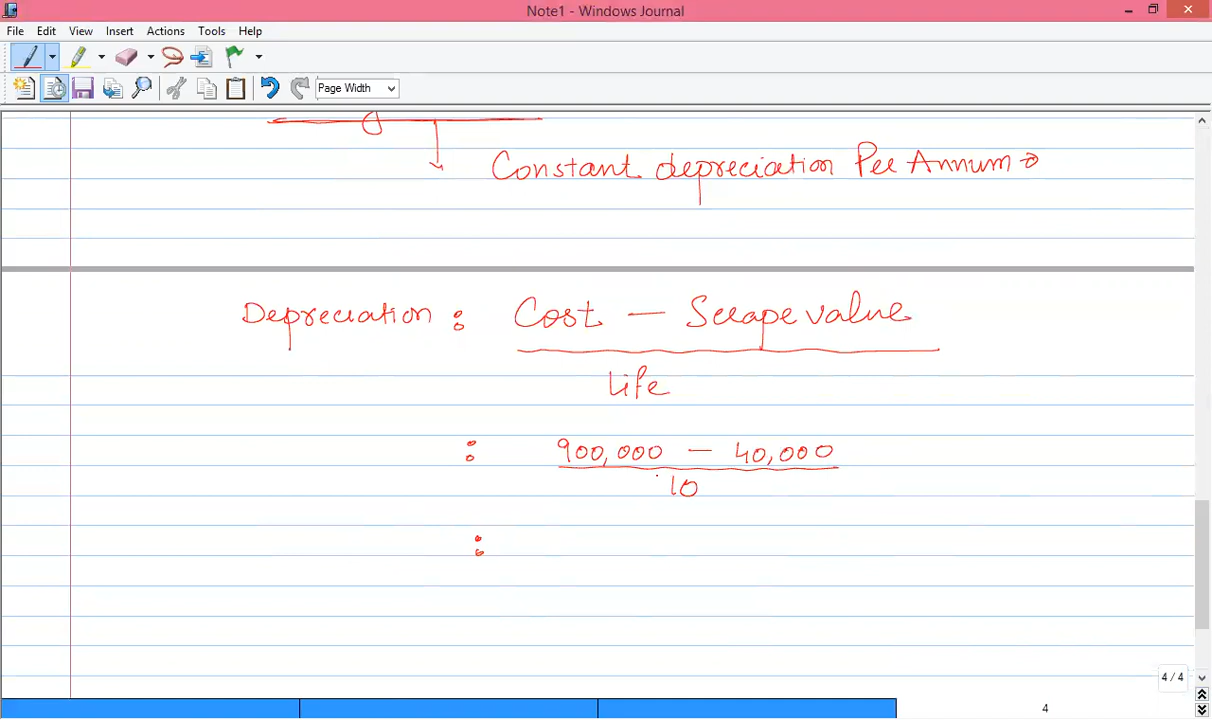 Note1 - Windows Journal
File Edit View Insert Actions Tools Help
Page Width
Constant depreciation Per Annum
Depreciation : Cost — Scrape value
Life
: 900,000 — 40,000
10
:
4 / 4
4